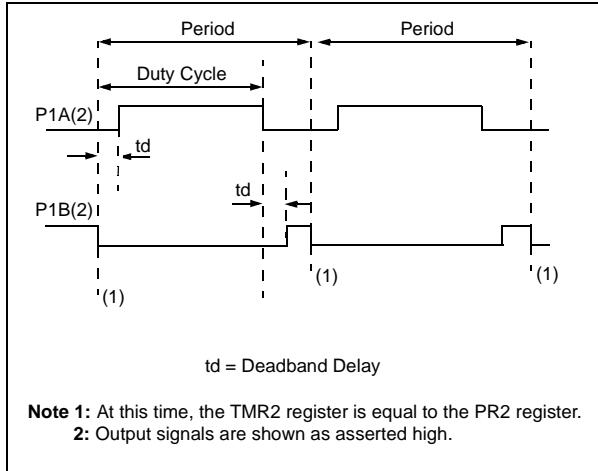 Period Period
Duty Cycle
P1A(2)
td
td
P1B(2)
(1) (1) (1)
td = Deadband Delay
Note 1: At this time, the TMR2 register is equal to the PR2 register.
2: Output signals are shown as asserted high.